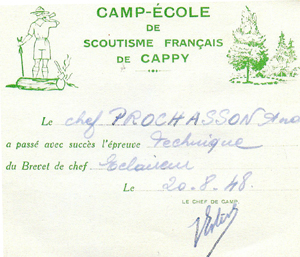 CAMP-ÉCOLE
DE
SCOUTISME FRANÇAIS
DE CAPPY
Le chef PROCHASSON
a passé avec succès l'épreuve Technique
du Brevet de chef Eclaireur
Le 20.8.48.
LE CHEF DE CAMP.